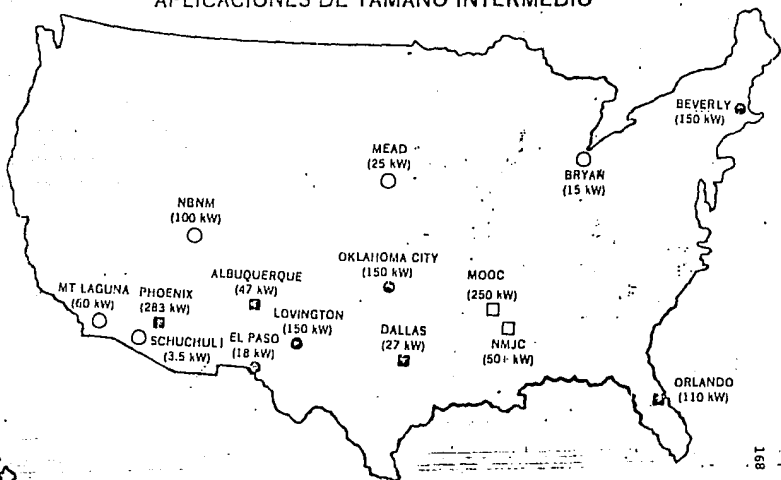 APLICACIONES DE TAMAÑO INTERMEDIO
BEVERLY
(150 kW)
MEAD
(25 kW)
BRYAN
(15 kW)
NBNM
(100 kW)
OKLAHOMA CITY
(150 kW)
MOOC
(250 kW)
ALBUQUERQUE
(47 kW)
MT LAGUNA
(60 kW)
PHOENIX
(283 kW)
LOVINGTON
(150 kW)
SCHUCHULI
(3.5 kW)
EL PASO
(18 kW)
DALLAS
(27 kW)
NMJC
(50+ kW)
ORLANDO
(110 kW)
168